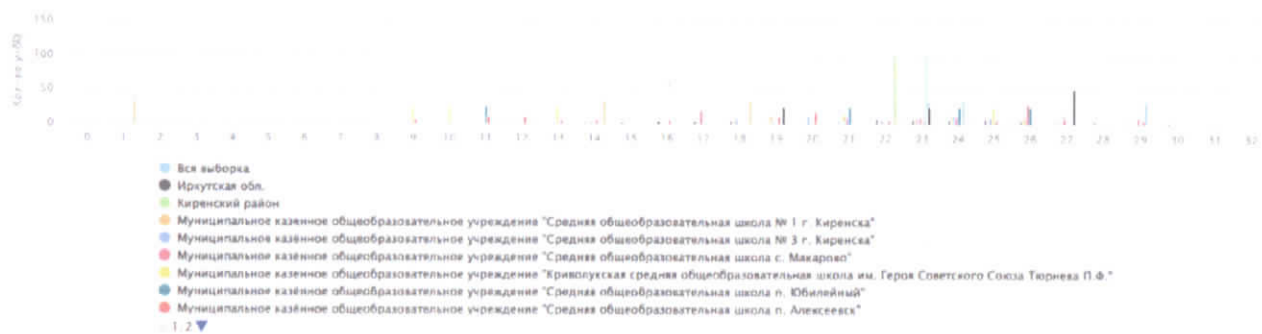 150
100
50
0
0 1 2 3 4 5 6 7 8 9 10 11 12 13 14 15 16 17 18 19 20 21 22 23 24 25 26 27 28 29 30 31 32
Вся выборка
Иркутская обл.
Киренский район
Муниципальное казенное общеобразовательное учреждение "Средняя общеобразовательная школа № 1 г. Киренска"
Муниципальное казённое общеобразовательное учреждение "Средняя общеобразовательная школа № 3 г. Киренска"
Муниципальное казённое общеобразовательное учреждение "Средняя общеобразовательная школа с. Макарово"
Муниципальное казенное общеобразовательное учреждение "Криволукская средняя общеобразовательная школа им. Героя Советского Союза Тюрнева П.Ф."
Муниципальное казённое общеобразовательное учреждение "Средняя общеобразовательная школа п. Юбилейный"
Муниципальное казённое общеобразовательное учреждение "Средняя общеобразовательная школа п. Алексеевск"
1/2